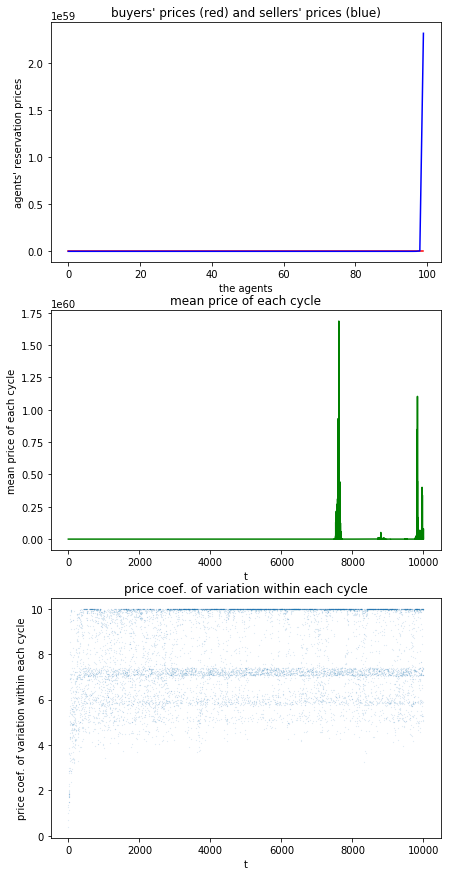 1e59
buyers' prices (red) and sellers' prices (blue)
agents' reservation prices
2.0
1.5
1.0
0.5
0.0
0 20 40 60 80 100
the agents
1e60
mean price of each cycle
mean price of each cycle
1.75
1.50
1.25
1.00
0.75
0.50
0.25
0.00
0 2000 4000 6000 8000 10000
t
price coef. of variation within each cycle
price coef. of variation within each cycle
10
8
6
4
2
0
0 2000 4000 6000 8000 10000
t